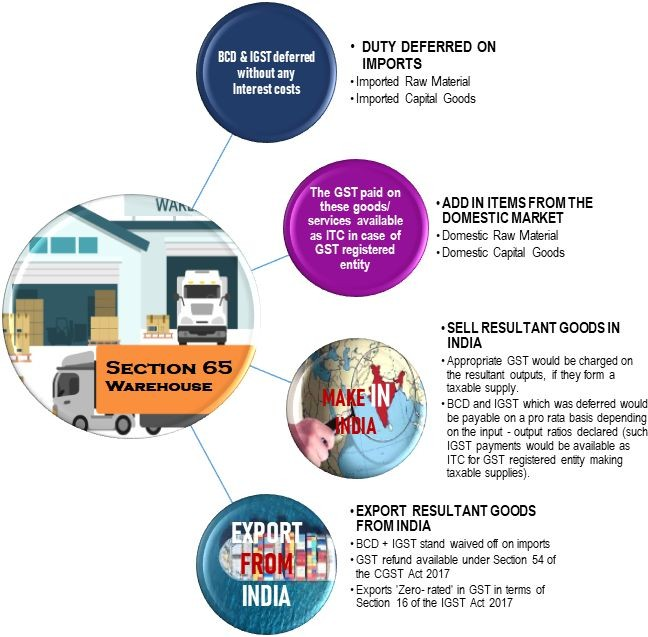 BCD & IGST deferred
without any
Interest costs
• DUTY DEFERRED ON
IMPORTS
• Imported Raw Material
• Imported Capital Goods
The GST paid on
these goods/
services available
as ITC in case of
GST registered
entity
• ADD IN ITEMS FROM THE
DOMESTIC MARKET
• Domestic Raw Material
• Domestic Capital Goods
SECTION 65
WAREHOUSE
MAKE IN
INDIA
• SELL RESULTANT GOODS IN
INDIA
• Appropriate GST would be charged on
the resultant outputs, if they form a
taxable supply.
• BCD and IGST which was deferred would
be payable on a pro rata basis depending
on the input - output ratios declared (such
IGST payments would be available as
ITC for GST registered entity making
taxable supplies).
EXPORT
FROM
INDIA
• EXPORT RESULTANT GOODS
FROM INDIA
• BCD + IGST stand waived off on imports
• GST refund available under Section 54 of
the CGST Act 2017
• Exports 'Zero- rated' in GST in terms of
Section 16 of the IGST Act 2017